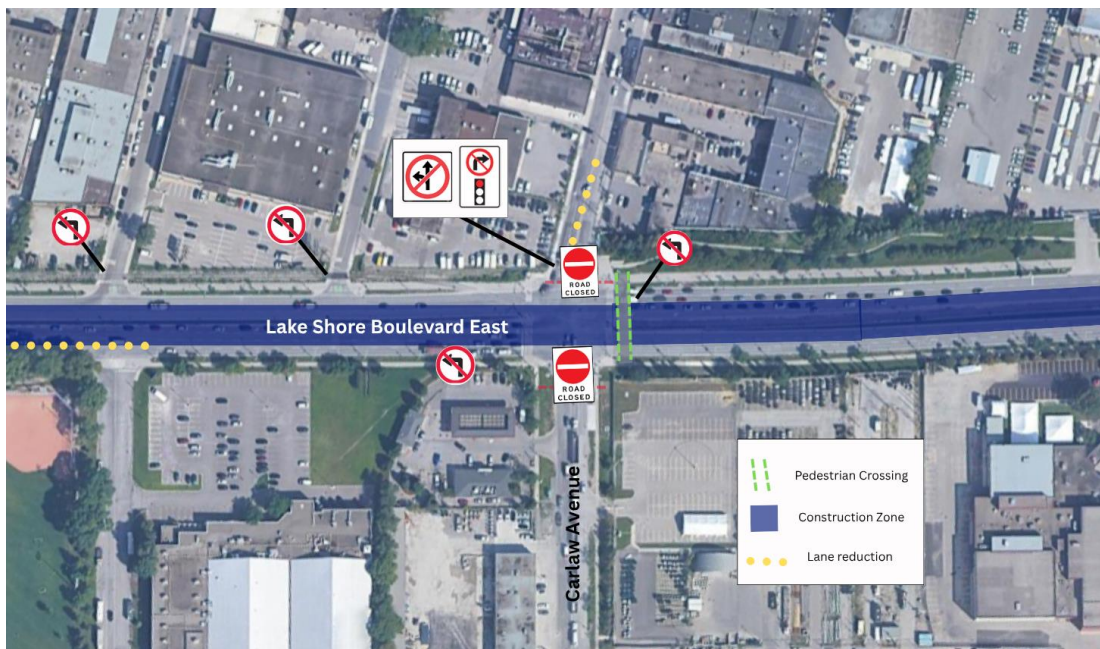 ROAD
CLOSED
Lake Shore Boulevard East
ROAD
CLOSED
Carlaw Avenue
Pedestrian Crossing
Construction Zone
Lane reduction